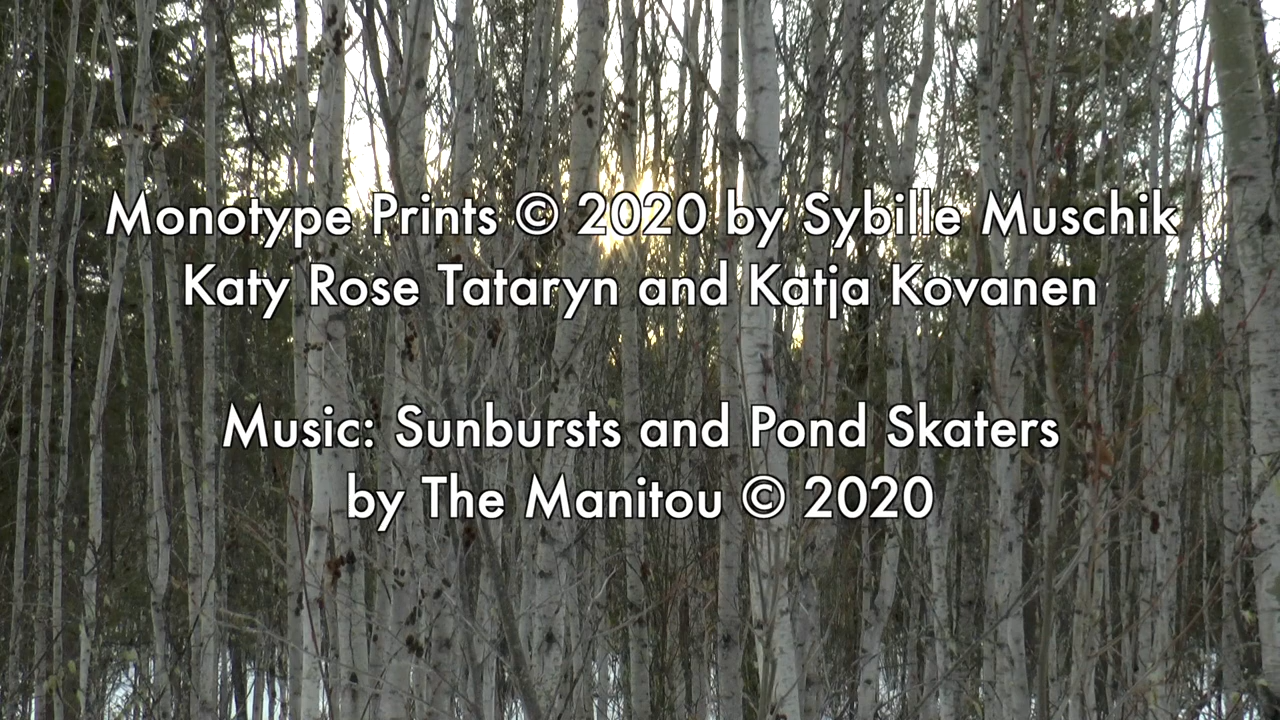 Monotype Prints © 2020 by Sybille Muschik
Katy Rose Tataryn and Katja Kovanen
Music: Sunbursts and Pond Skaters
by The Manitou © 2020